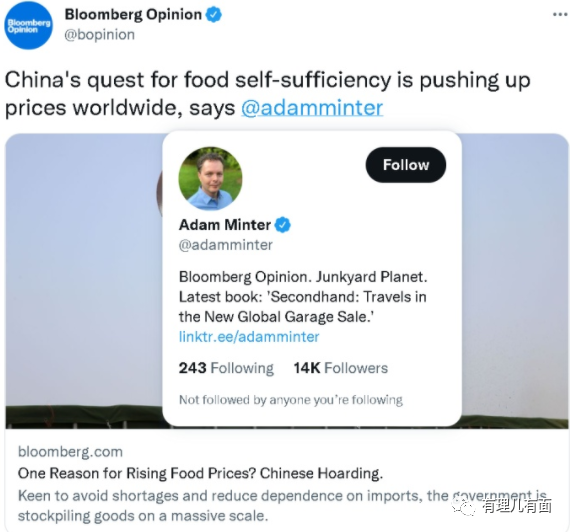 Bloomberg
Opinion
Bloomberg Opinion
@bopinion
China's quest for food self-sufficiency is pushing up
prices worldwide, says @adamminter
Follow
Adam Minter
@adamminter
Bloomberg Opinion. Junkyard Planet.
Latest book: 'Secondhand: Travels in
the New Global Garage Sale.'
linktr.ee/adamminter
243 Following 14K Followers
Not followed by anyone you're following
bloomberg.com
One Reason for Rising Food Prices? Chinese Hoarding.
Keen to avoid shortages and reduce dependence on imports, the government is
stockpiling goods on a massive scale.
有理儿有面